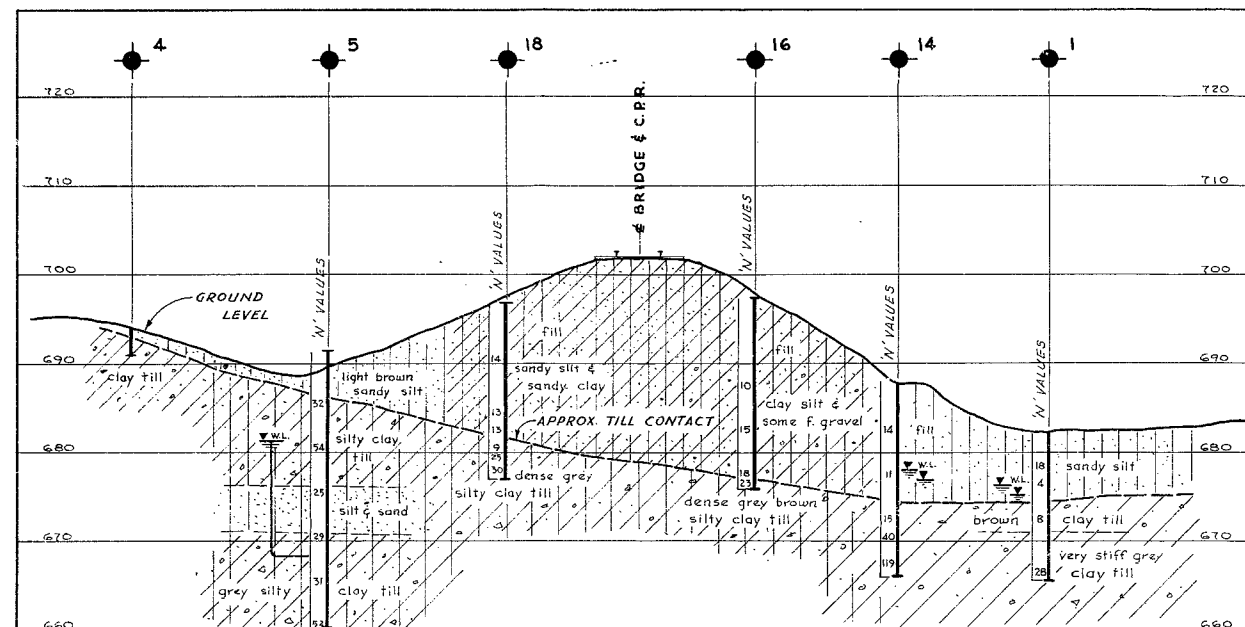 4 5 18 16 14 1
720 720
℄ BRIDGE & C.P.R.
710 710
'N' VALUES
'N' VALUES
'N' VALUES
'N' VALUES
'N' VALUES
700 700
GROUND
LEVEL
690 690
clay till
light brown
sandy silt
fill
sandy silt &
sandy clay
fill
clay silt &
some f. gravel
fill
sandy silt
APPROX. TILL CONTACT
32
54
25
29
31
53
14
13
13
9
25
30
10
15
18
23
14
11
15
40
119
18
4
8
28
W.L.
W.L.
W.L.
680 680
silty clay
till
silt & sand
dense grey
silty clay till
dense grey brown
silty clay till
brown clay till
670 670
very stiff grey
clay till
grey silty clay till
660 660